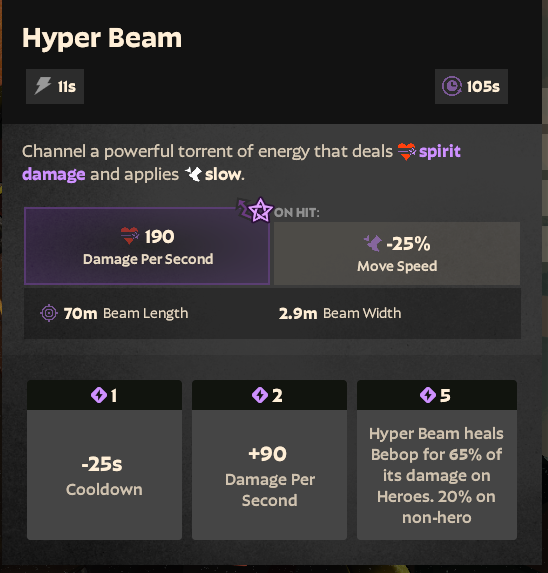 Hyper Beam
11s
105s
Channel a powerful torrent of energy that deals spirit
damage and applies slow.
ON HIT:
190
Damage Per Second
-25%
Move Speed
70m Beam Length
2.9m Beam Width
1
-25s
Cooldown
2
+90
Damage Per
Second
5
Hyper Beam heals
Bebop for 65% of
its damage on
Heroes. 20% on
non-hero